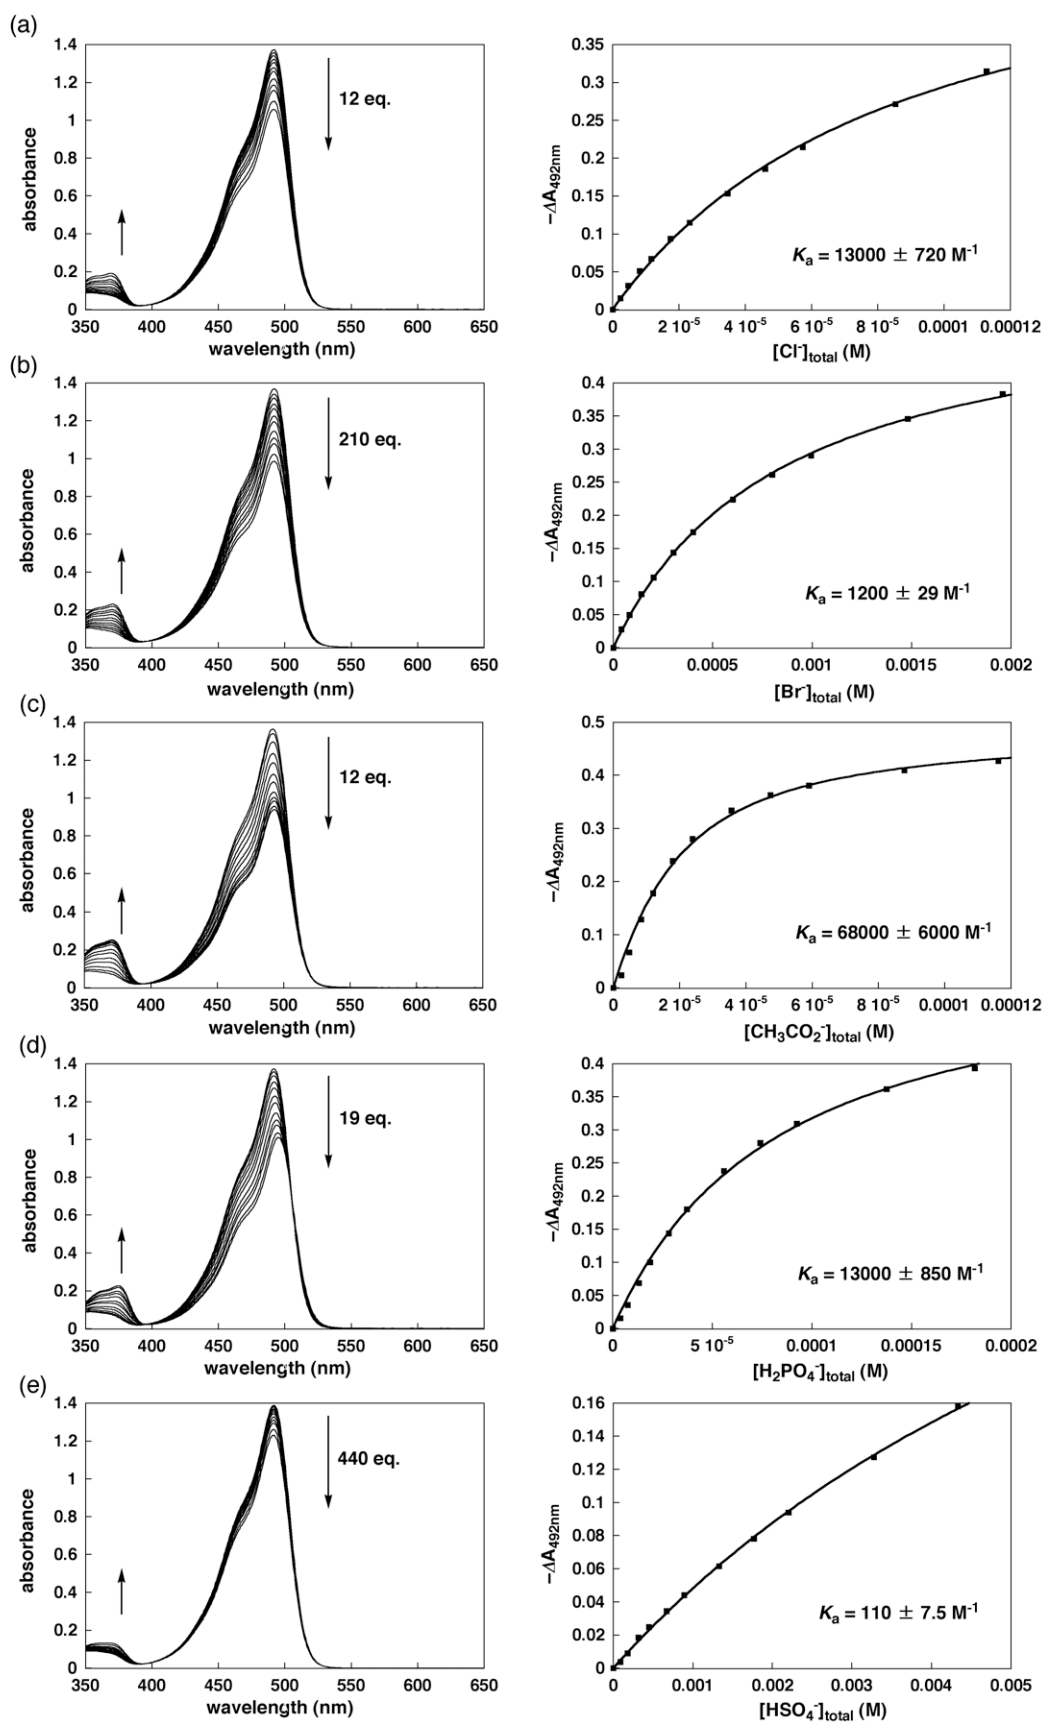 (a)
1.4
1.2
1
0.8
0.6
0.4
0.2
0
absorbance
12 eq.
350 400 450 500 550 600 650
wavelength (nm)
0.35
0.3
0.25
0.2
0.15
0.1
0.05
0
−ΔA492nm
Ka = 13000 ± 720 M-1
0 2 10-5 4 10-5 6 10-5 8 10-5 0.0001 0.00012
[Cl-]total (M)
(b)
1.4
1.2
1
0.8
0.6
0.4
0.2
0
absorbance
210 eq.
350 400 450 500 550 600 650
wavelength (nm)
0.4
0.35
0.3
0.25
0.2
0.15
0.1
0.05
0
−ΔA492nm
Ka = 1200 ± 29 M-1
0 0.0005 0.001 0.0015 0.002
[Br-]total (M)
(c)
1.4
1.2
1
0.8
0.6
0.4
0.2
0
absorbance
12 eq.
350 400 450 500 550 600 650
wavelength (nm)
0.5
0.4
0.3
0.2
0.1
0
−ΔA492nm
Ka = 68000 ± 6000 M-1
0 2 10-5 4 10-5 6 10-5 8 10-5 0.0001 0.00012
[CH3CO2-]total (M)
(d)
1.4
1.2
1
0.8
0.6
0.4
0.2
0
absorbance
19 eq.
350 400 450 500 550 600 650
wavelength (nm)
0.4
0.35
0.3
0.25
0.2
0.15
0.1
0.05
0
−ΔA492nm
Ka = 13000 ± 850 M-1
0 5 10-5 0.0001 0.00015 0.0002
[H2PO4-]total (M)
(e)
1.4
1.2
1
0.8
0.6
0.4
0.2
0
absorbance
440 eq.
350 400 450 500 550 600 650
wavelength (nm)
0.16
0.14
0.12
0.1
0.08
0.06
0.04
0.02
0
−ΔA492nm
Ka = 110 ± 7.5 M-1
0 0.001 0.002 0.003 0.004 0.005
[HSO4-]total (M)